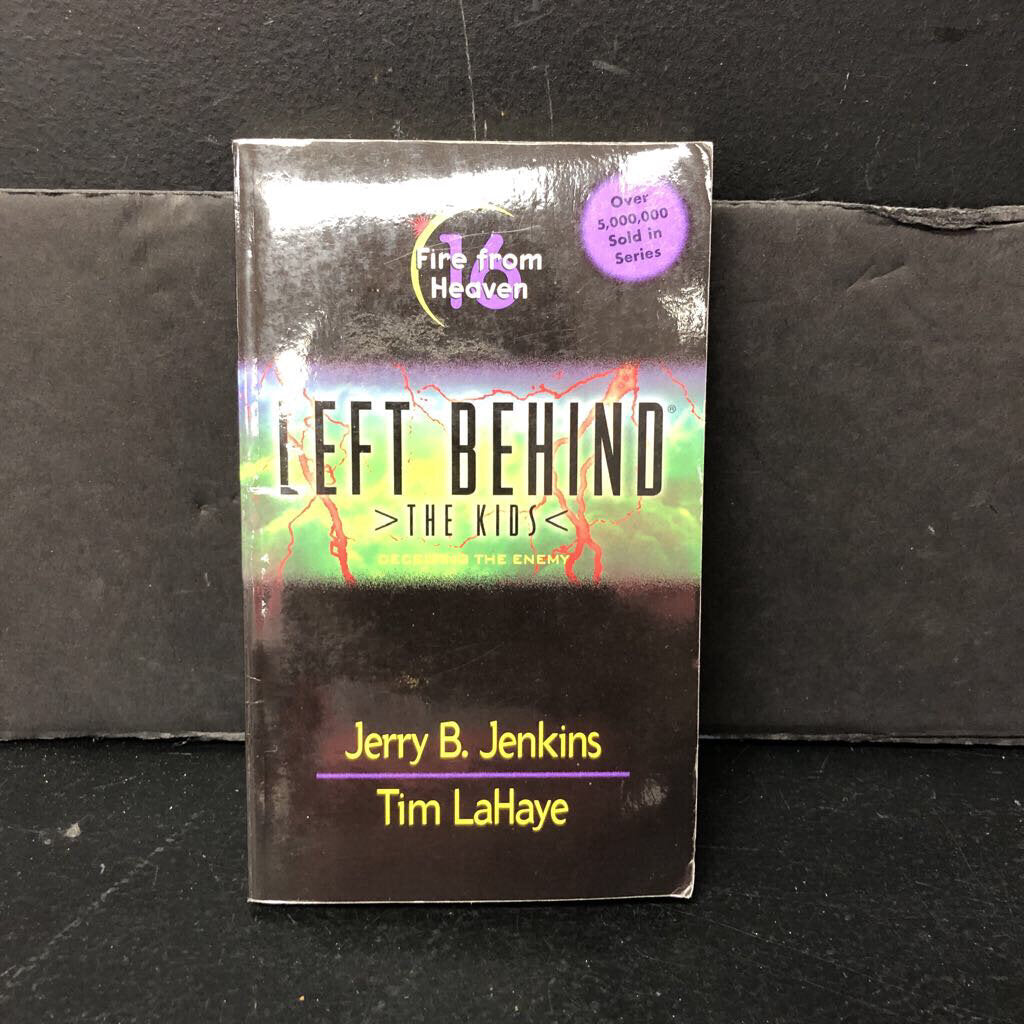 Over
5,000,000
Sold in
Series
16
Fire from
Heaven
LEFT BEHIND®
>THE KIDS<
DECEIVING THE ENEMY
Jerry B. Jenkins
Tim LaHaye